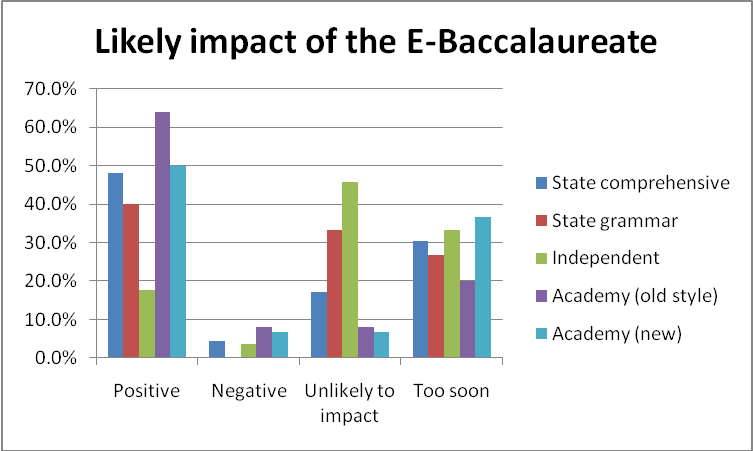 Likely impact of the E-Baccalaureate
70.0%
60.0%
50.0%
40.0%
30.0%
20.0%
10.0%
0.0%
Positive
Negative
Unlikely to
impact
Too soon
State comprehensive
State grammar
Independent
Academy (old style)
Academy (new)